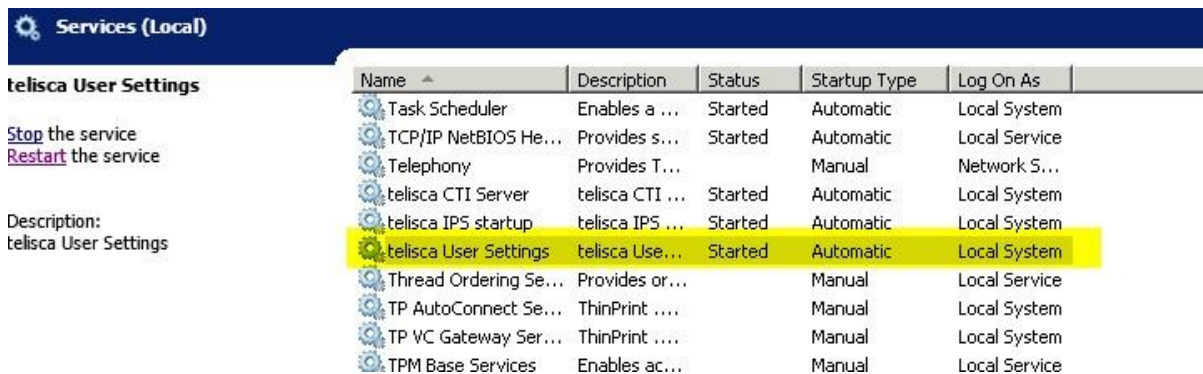 Services (Local)
telisca User Settings
Stop the service
Restart the service
Description:
telisca User Settings
Name Description Status Startup Type Log On As
Task Scheduler Enables a ... Started Automatic Local System
TCP/IP NetBIOS He... Provides s... Started Automatic Local Service
Telephony Provides T... Manual Network S...
telisca CTI Server telisca CTI ... Started Automatic Local System
telisca IPS startup telisca IPS ... Started Automatic Local System
telisca User Settings telisca Use... Started Automatic Local System
Thread Ordering Se... Provides or... Manual Local Service
TP AutoConnect Se... ThinPrint .... Manual Local System
TP VC Gateway Ser... ThinPrint .... Manual Local System
TPM Base Services Enables ac... Manual Local Service